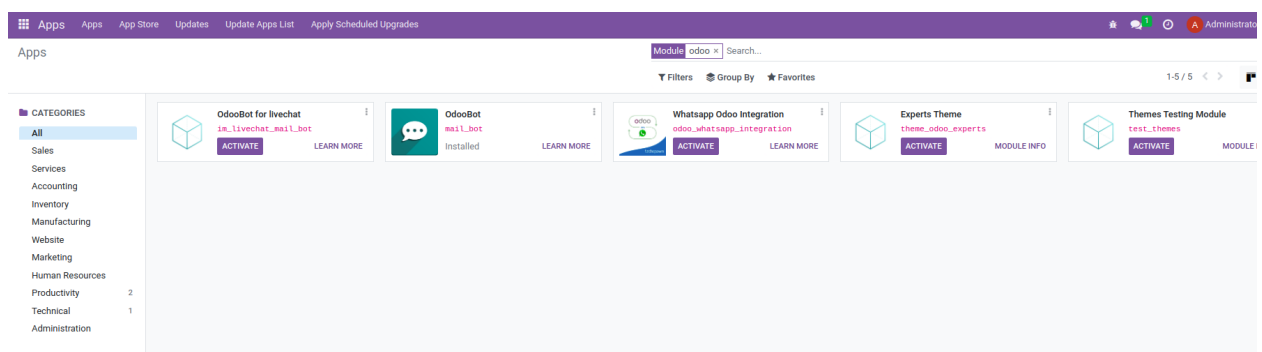 Apps Apps App Store Updates Update Apps List Apply Scheduled Upgrades 1 A Administrato
Apps
Module odoo × Search...
Filters Group By Favorites 1-5 / 5
CATEGORIES
All
Sales
Services
Accounting
Inventory
Manufacturing
Website
Marketing
Human Resources
Productivity 2
Technical 1
Administration
OdooBot for livechat
im_livechat_mail_bot
ACTIVATE LEARN MORE
OdooBot
mail_bot
Installed LEARN MORE
odoo
Whatsapp Odoo Integration
odoo_whatsapp_integration
ACTIVATE LEARN MORE
Experts Theme
theme_odoo_experts
ACTIVATE MODULE INFO
Themes Testing Module
test_themes
ACTIVATE MODULE